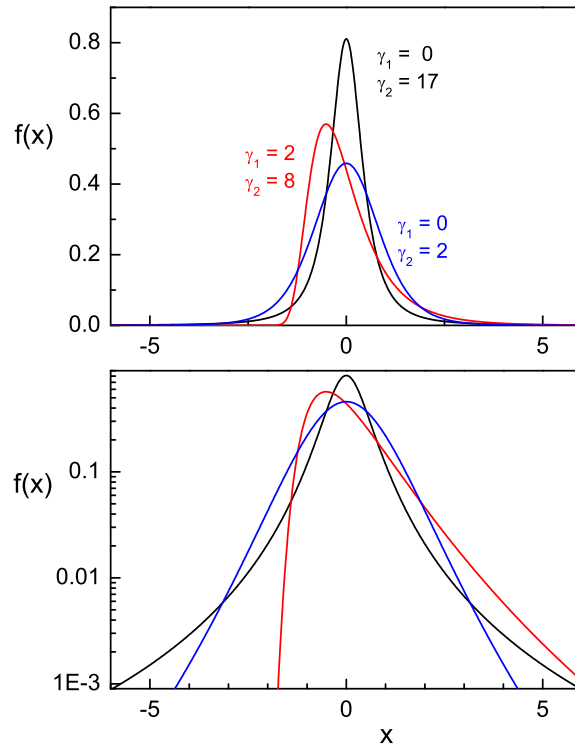 0.8
γ₁ = 0
γ₂ = 17
0.6
f(x)
γ₁ = 2
γ₂ = 8
0.4
γ₁ = 0
γ₂ = 2
0.2
0.0
-5 0 5
f(x)
0.1
0.01
1E-3
-5 0 5
x